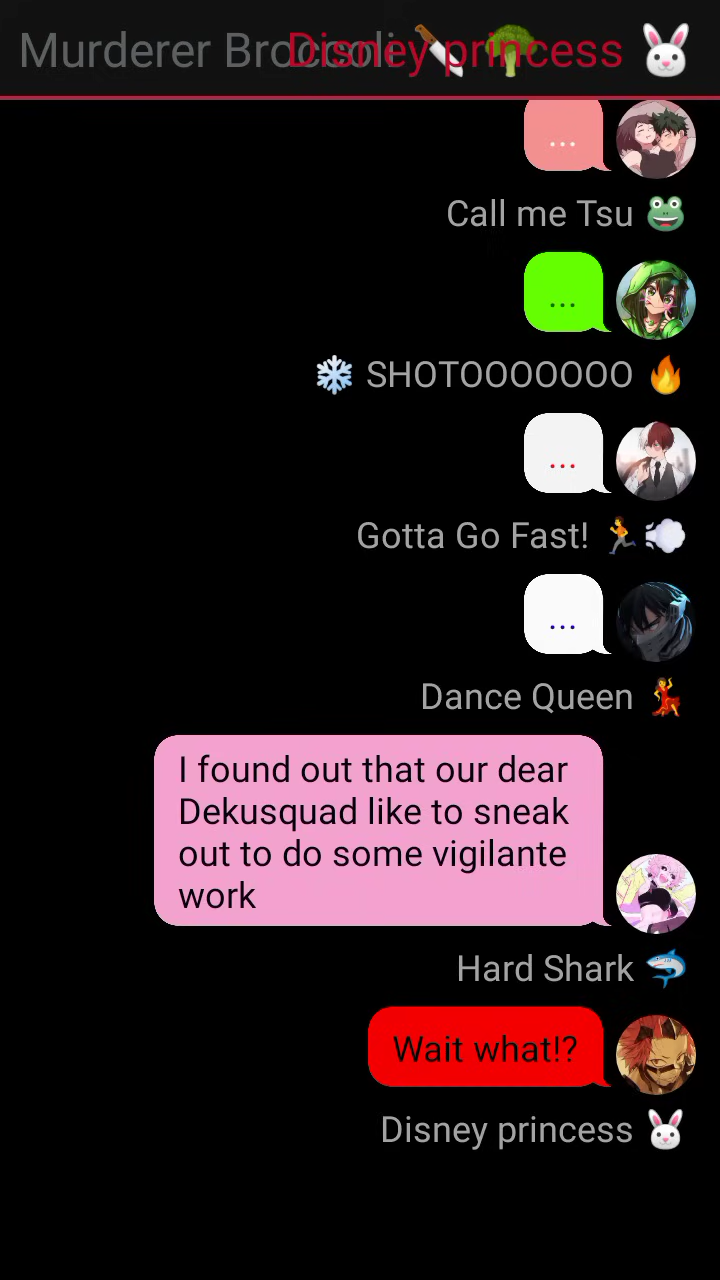 Murderer Broccoli 🔪 🥦
Disney princess 🐰
...
Call me Tsu 🐸
...
❄️ SHOTOOOOOOO 🔥
...
Gotta Go Fast! 🏃💨
...
Dance Queen 💃
I found out that our dear
Dekusquad like to sneak
out to do some vigilante
work
Hard Shark 🦈
Wait what!?
Disney princess 🐰